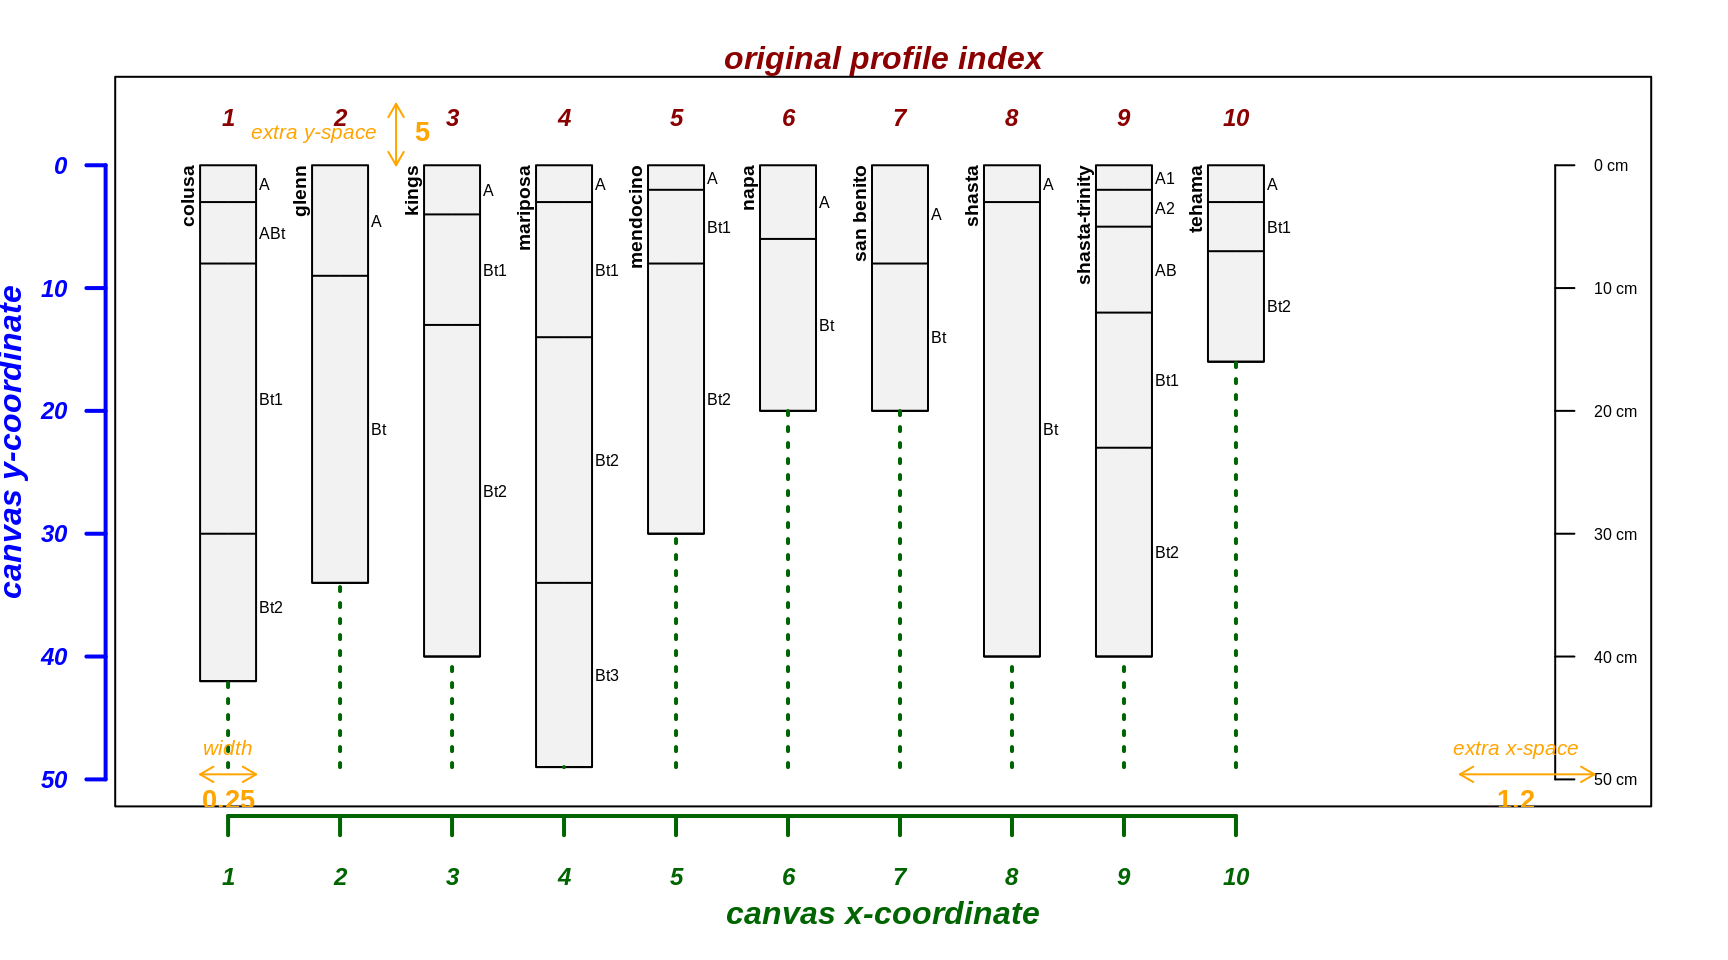 original profile index
1 2 3 4 5 6 7 8 9 10
extra y-space 5
canvas y-coordinate
0
10
20
30
40
50
colusa
A
ABt
Bt1
Bt2
glenn
A
Bt
kings
A
Bt1
Bt2
mariposa
A
Bt1
Bt2
Bt3
mendocino
A
Bt1
Bt2
napa
A
Bt
san benito
A
Bt
shasta
A
Bt
shasta-trinity
A1
A2
AB
Bt1
Bt2
tehama
A
Bt1
Bt2
0 cm
10 cm
20 cm
30 cm
40 cm
50 cm
width
0.25
extra x-space
1.2
1 2 3 4 5 6 7 8 9 10
canvas x-coordinate